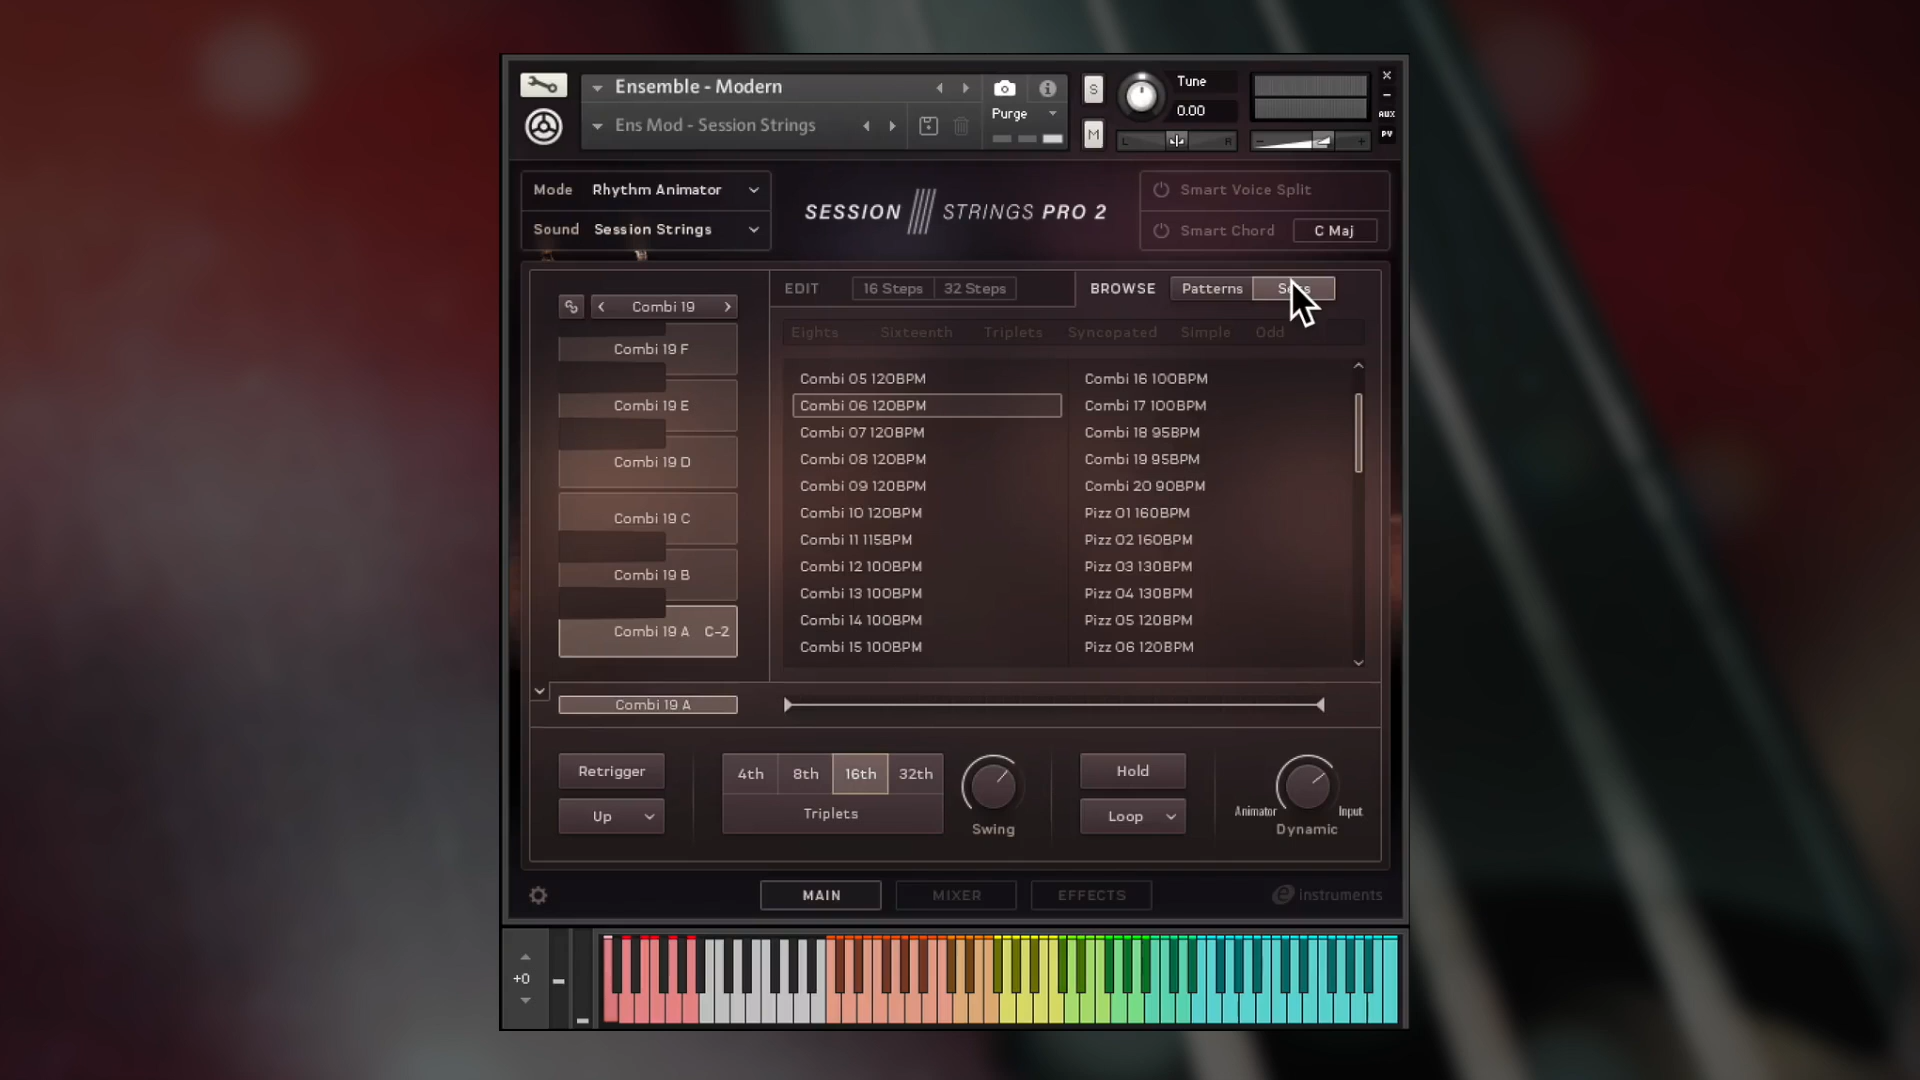 Ensemble - Modern
Ens Mod - Session Strings
Purge
S
M
Tune
0.00
L R
- +
AUX
PV
Mode Rhythm Animator
Sound Session Strings
SESSION STRINGS PRO 2
Smart Voice Split
Smart Chord C Maj
Combi 19
EDIT 16 Steps 32 Steps BROWSE Patterns
Eights Sixteenth Triplets Syncopated Simple Odd
Combi 19 F
Combi 19 E
Combi 19 D
Combi 19 C
Combi 19 B
Combi 19 A C-2
Combi 05 120BPM
Combi 06 120BPM
Combi 07 120BPM
Combi 08 120BPM
Combi 09 120BPM
Combi 10 120BPM
Combi 11 115BPM
Combi 12 100BPM
Combi 13 100BPM
Combi 14 100BPM
Combi 15 100BPM
Combi 16 100BPM
Combi 17 100BPM
Combi 18 95BPM
Combi 19 95BPM
Combi 20 90BPM
Pizz 01 160BPM
Pizz 02 160BPM
Pizz 03 130BPM
Pizz 04 130BPM
Pizz 05 120BPM
Pizz 06 120BPM
Combi 19 A
Retrigger
Up
4th 8th 16th 32th
Triplets
Swing
Hold
Loop
Animator Input
Dynamic
MAIN MIXER EFFECTS
e instruments
+0